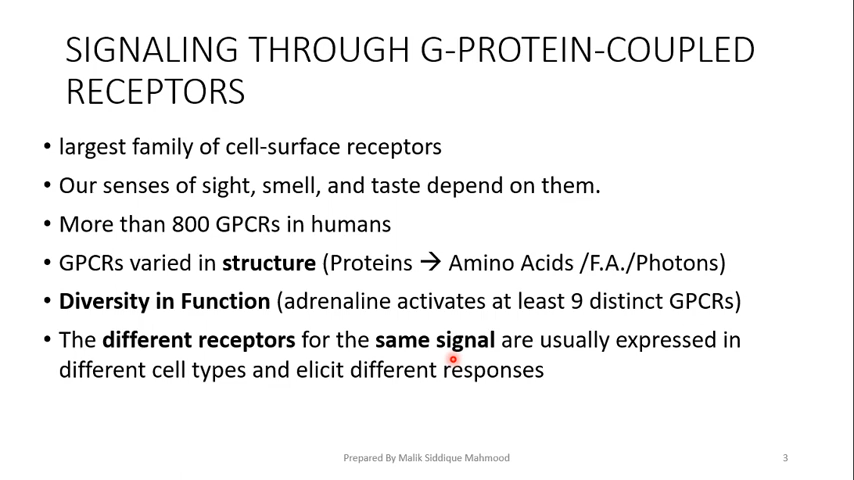 SIGNALING THROUGH G-PROTEIN-COUPLED
RECEPTORS
• largest family of cell-surface receptors
• Our senses of sight, smell, and taste depend on them.
• More than 800 GPCRs in humans
• GPCRs varied in structure (Proteins → Amino Acids /F.A./Photons)
• Diversity in Function (adrenaline activates at least 9 distinct GPCRs)
• The different receptors for the same signal are usually expressed in
different cell types and elicit different responses
Prepared By Malik Siddique Mahmood
3